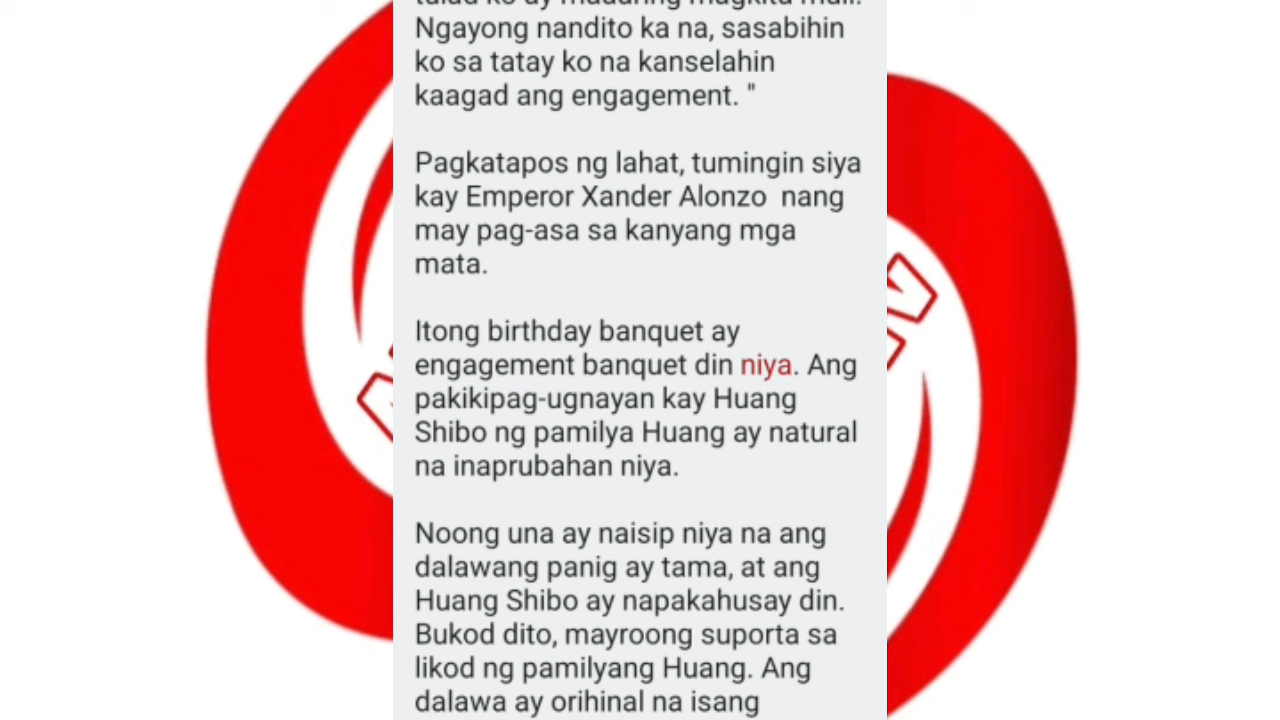 Ngayong nandito ka na, sasabihin
ko sa tatay ko na kanselahin
kaagad ang engagement. "
Pagkatapos ng lahat, tumingin siya
kay Emperor Xander Alonzo  nang
may pag-asa sa kanyang mga
mata.
Itong birthday banquet ay
engagement banquet din niya. Ang
pakikipag-ugnayan kay Huang
Shibo ng pamilya Huang ay natural
na inaprubahan niya.
Noong una ay naisip niya na ang
dalawang panig ay tama, at ang
Huang Shibo ay napakahusay din.
Bukod dito, mayroong suporta sa
likod ng pamilyang Huang. Ang
dalawa ay orihinal na isang